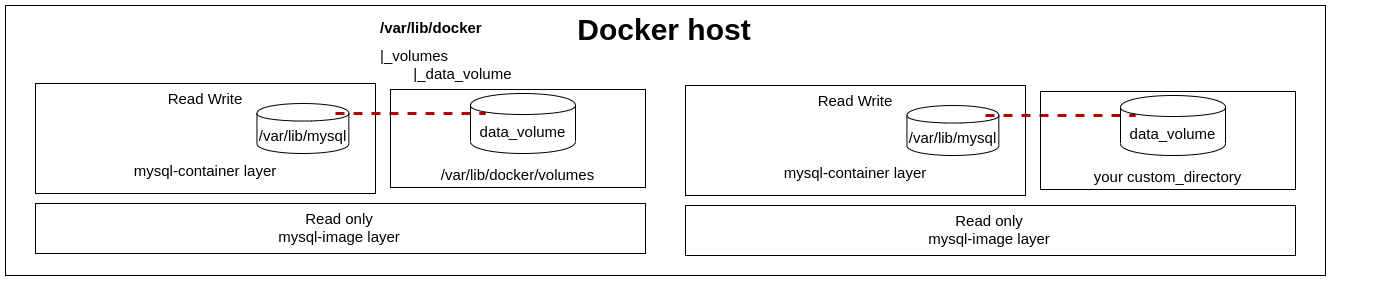 Docker host
/var/lib/docker
|_volumes
|_data_volume
Read Write
/var/lib/mysql
mysql-container layer
data_volume
/var/lib/docker/volumes
Read only
mysql-image layer
Read Write
/var/lib/mysql
mysql-container layer
data_volume
your custom_directory
Read only
mysql-image layer